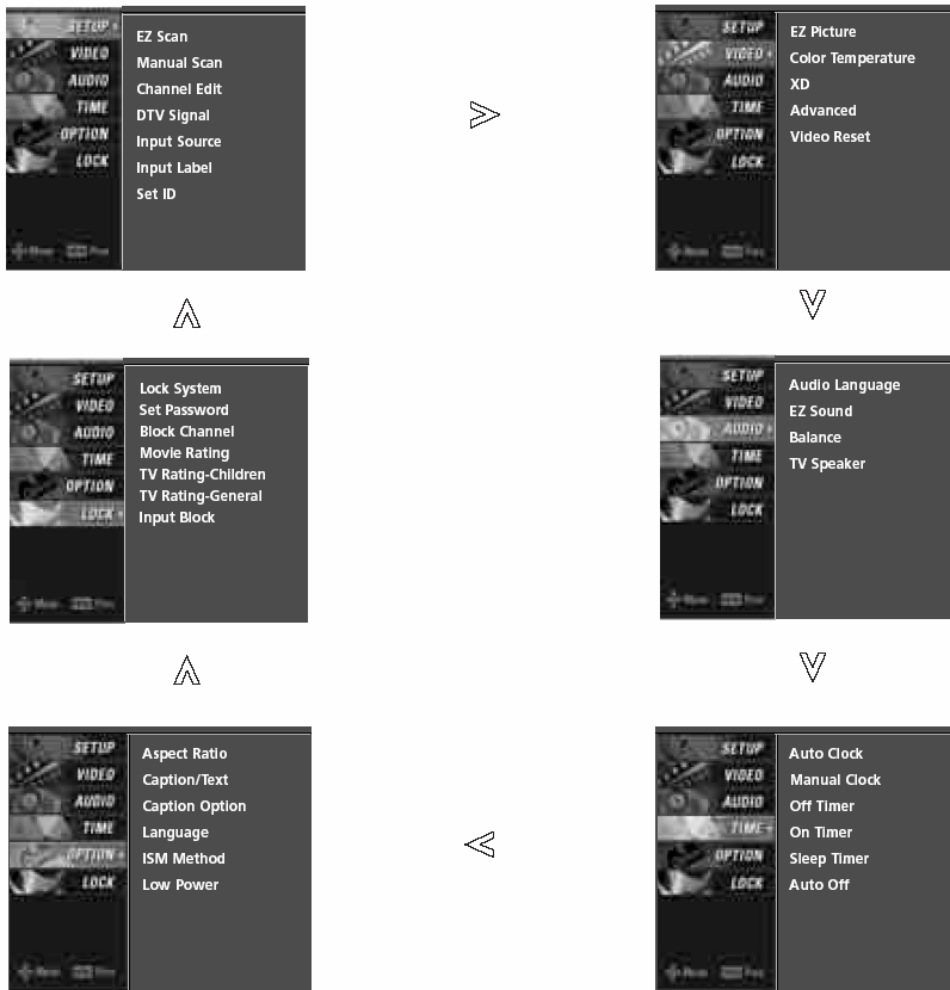 SETUP
VIDEO
AUDIO
TIME
OPTION
LOCK
EZ Scan
Manual Scan
Channel Edit
DTV Signal
Input Source
Input Label
Set ID
SETUP
VIDEO
AUDIO
TIME
OPTION
LOCK
EZ Picture
Color Temperature
XD
Advanced
Video Reset
SETUP
VIDEO
AUDIO
TIME
OPTION
LOCK
Lock System
Set Password
Block Channel
Movie Rating
TV Rating-Children
TV Rating-General
Input Block
SETUP
VIDEO
AUDIO
TIME
OPTION
LOCK
Audio Language
EZ Sound
Balance
TV Speaker
SETUP
VIDEO
AUDIO
TIME
OPTION
LOCK
Aspect Ratio
Caption/Text
Caption Option
Language
ISM Method
Low Power
SETUP
VIDEO
AUDIO
TIME
OPTION
LOCK
Auto Clock
Manual Clock
Off Timer
On Timer
Sleep Timer
Auto Off